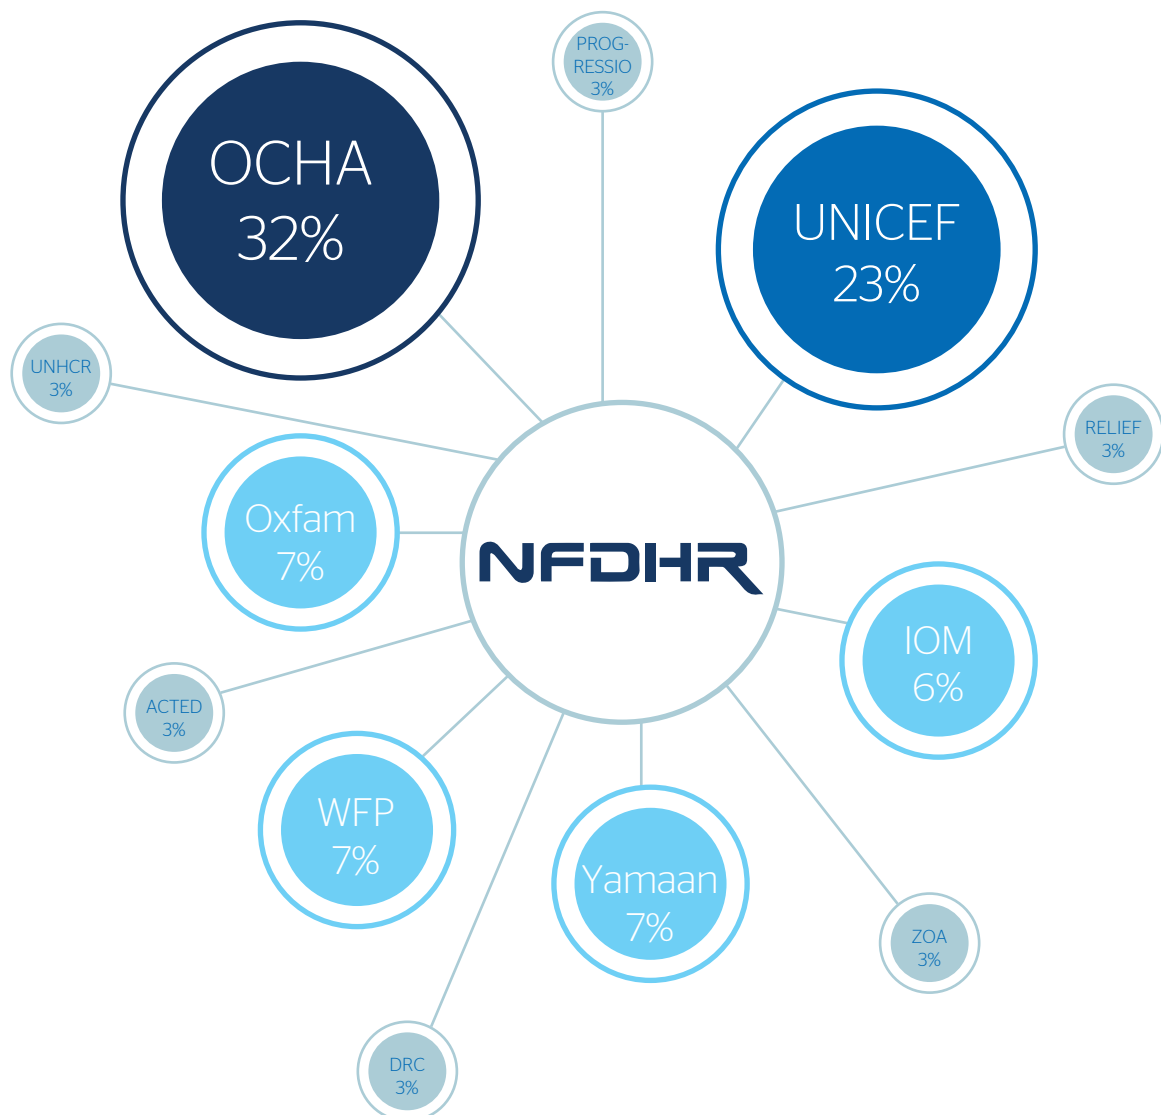 PROG-
RESSIO
3%
OCHA
32%
UNICEF
23%
UNHCR
3%
RELIEF
3%
Oxfam
7%
NFDHR
IOM
6%
ACTED
3%
WFP
7%
Yamaan
7%
ZOA
3%
DRC
3%